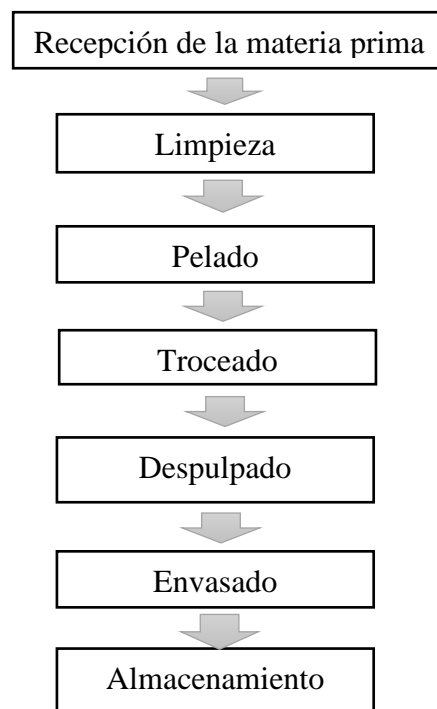 Recepción de la materia prima
Limpieza
Pelado
Troceado
Despulpado
Envasado
Almacenamiento